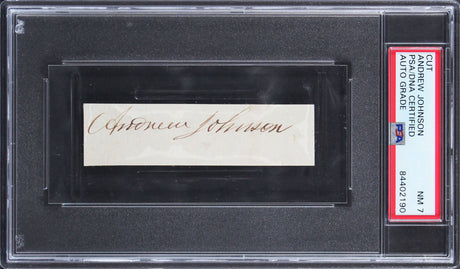 Andrew Johnson
CUT
ANDREW JOHNSON
PSA/DNA CERTIFIED
AUTO GRADE
NM 7
PSA
84402190